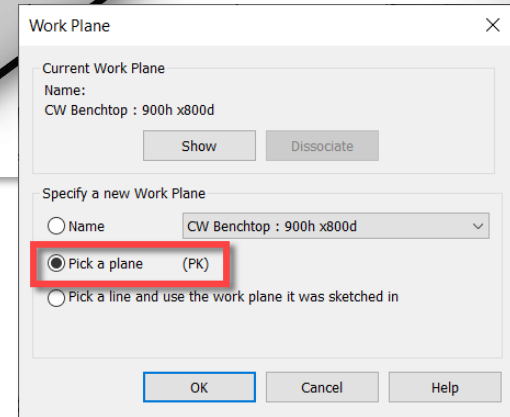 Work Plane
Current Work Plane
Name:
CW Benchtop : 900h x800d
Show Dissociate
Specify a new Work Plane
Name CW Benchtop : 900h x800d
Pick a plane (PK)
Pick a line and use the work plane it was sketched in
OK Cancel Help